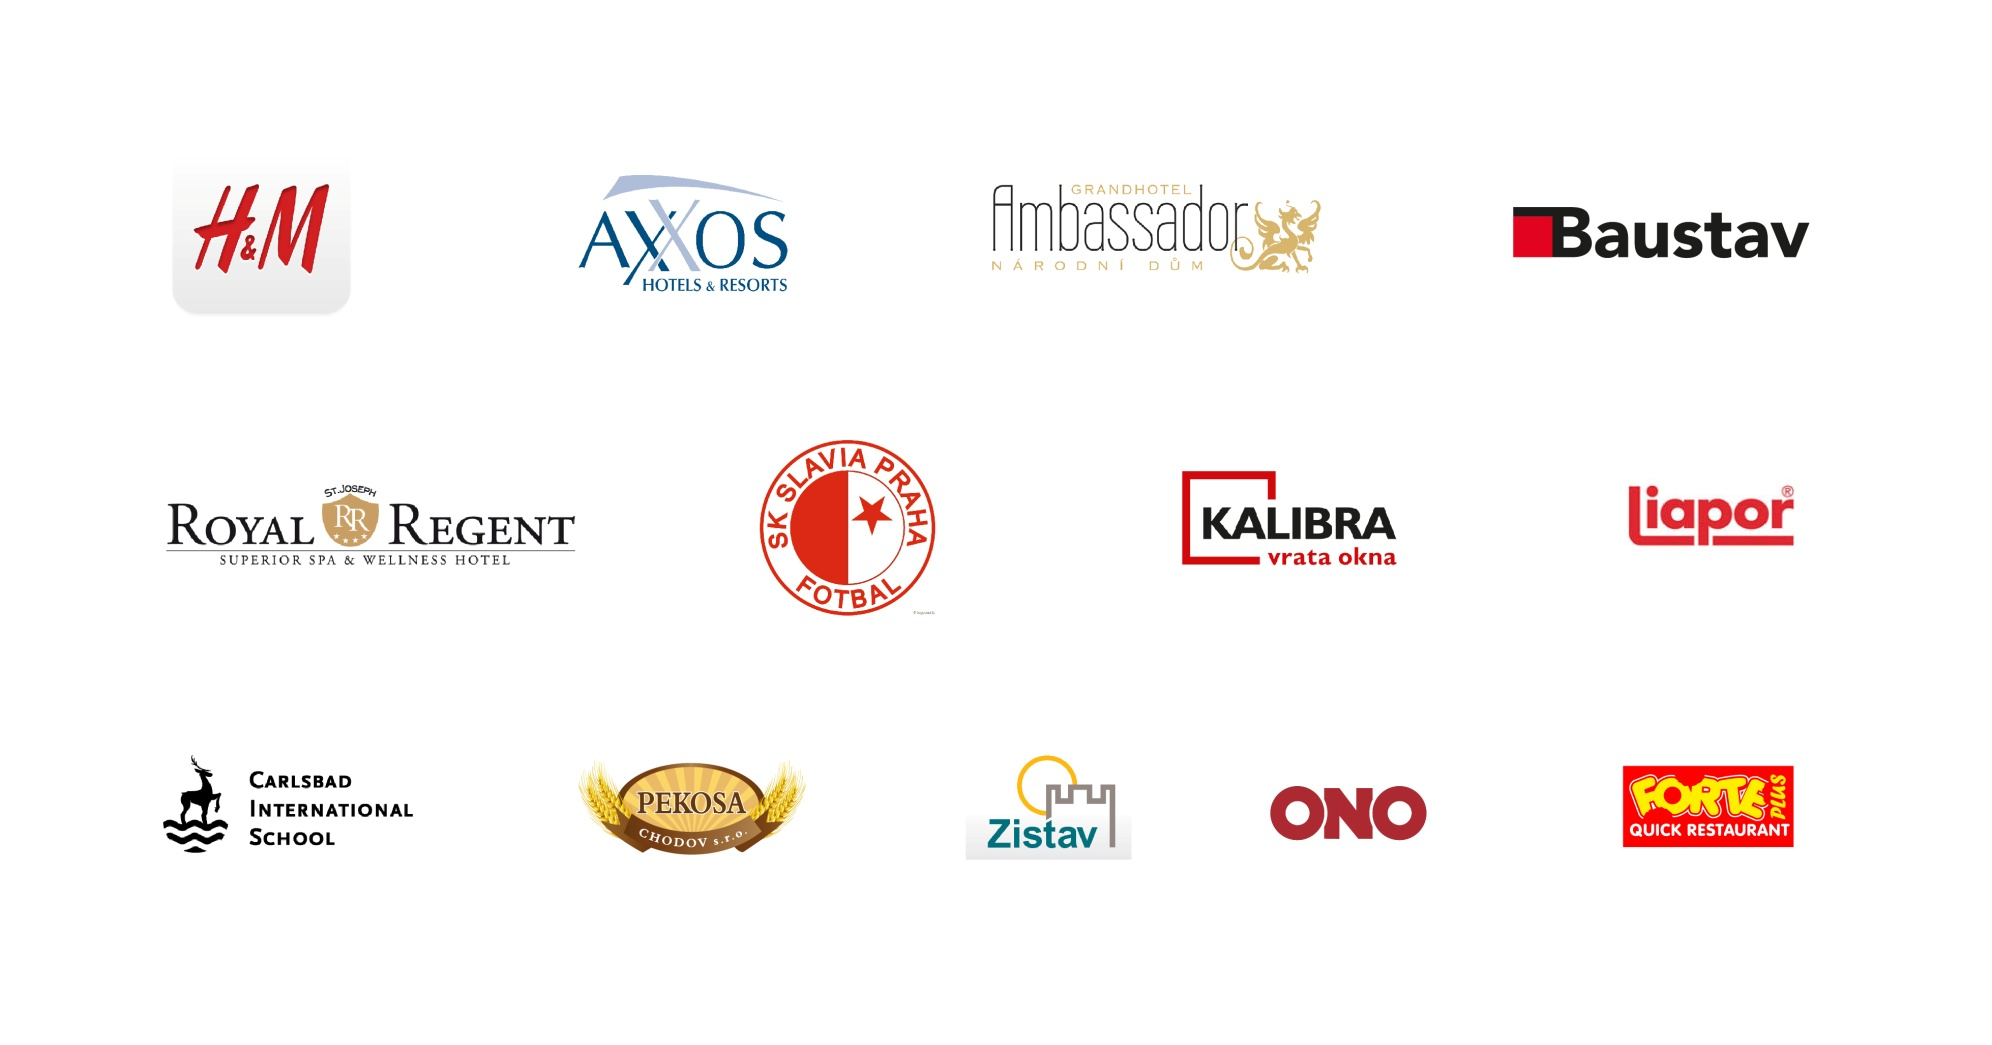 H&M
AXXOS
HOTELS & RESORTS
GRANDHOTEL
Ambassador
NÁRODNÍ DŮM
Baustav
ST. JOSEPH
ROYAL RR REGENT
SUPERIOR SPA & WELLNESS HOTEL
SK SLAVIA PRAHA
FOTBAL
KALIBRA
vrata okna
liapor®
CARLSBAD
INTERNATIONAL
SCHOOL
PEKOSA
CHODOV s.r.o.
Zistav
ONO
FORTE plus
QUICK RESTAURANT